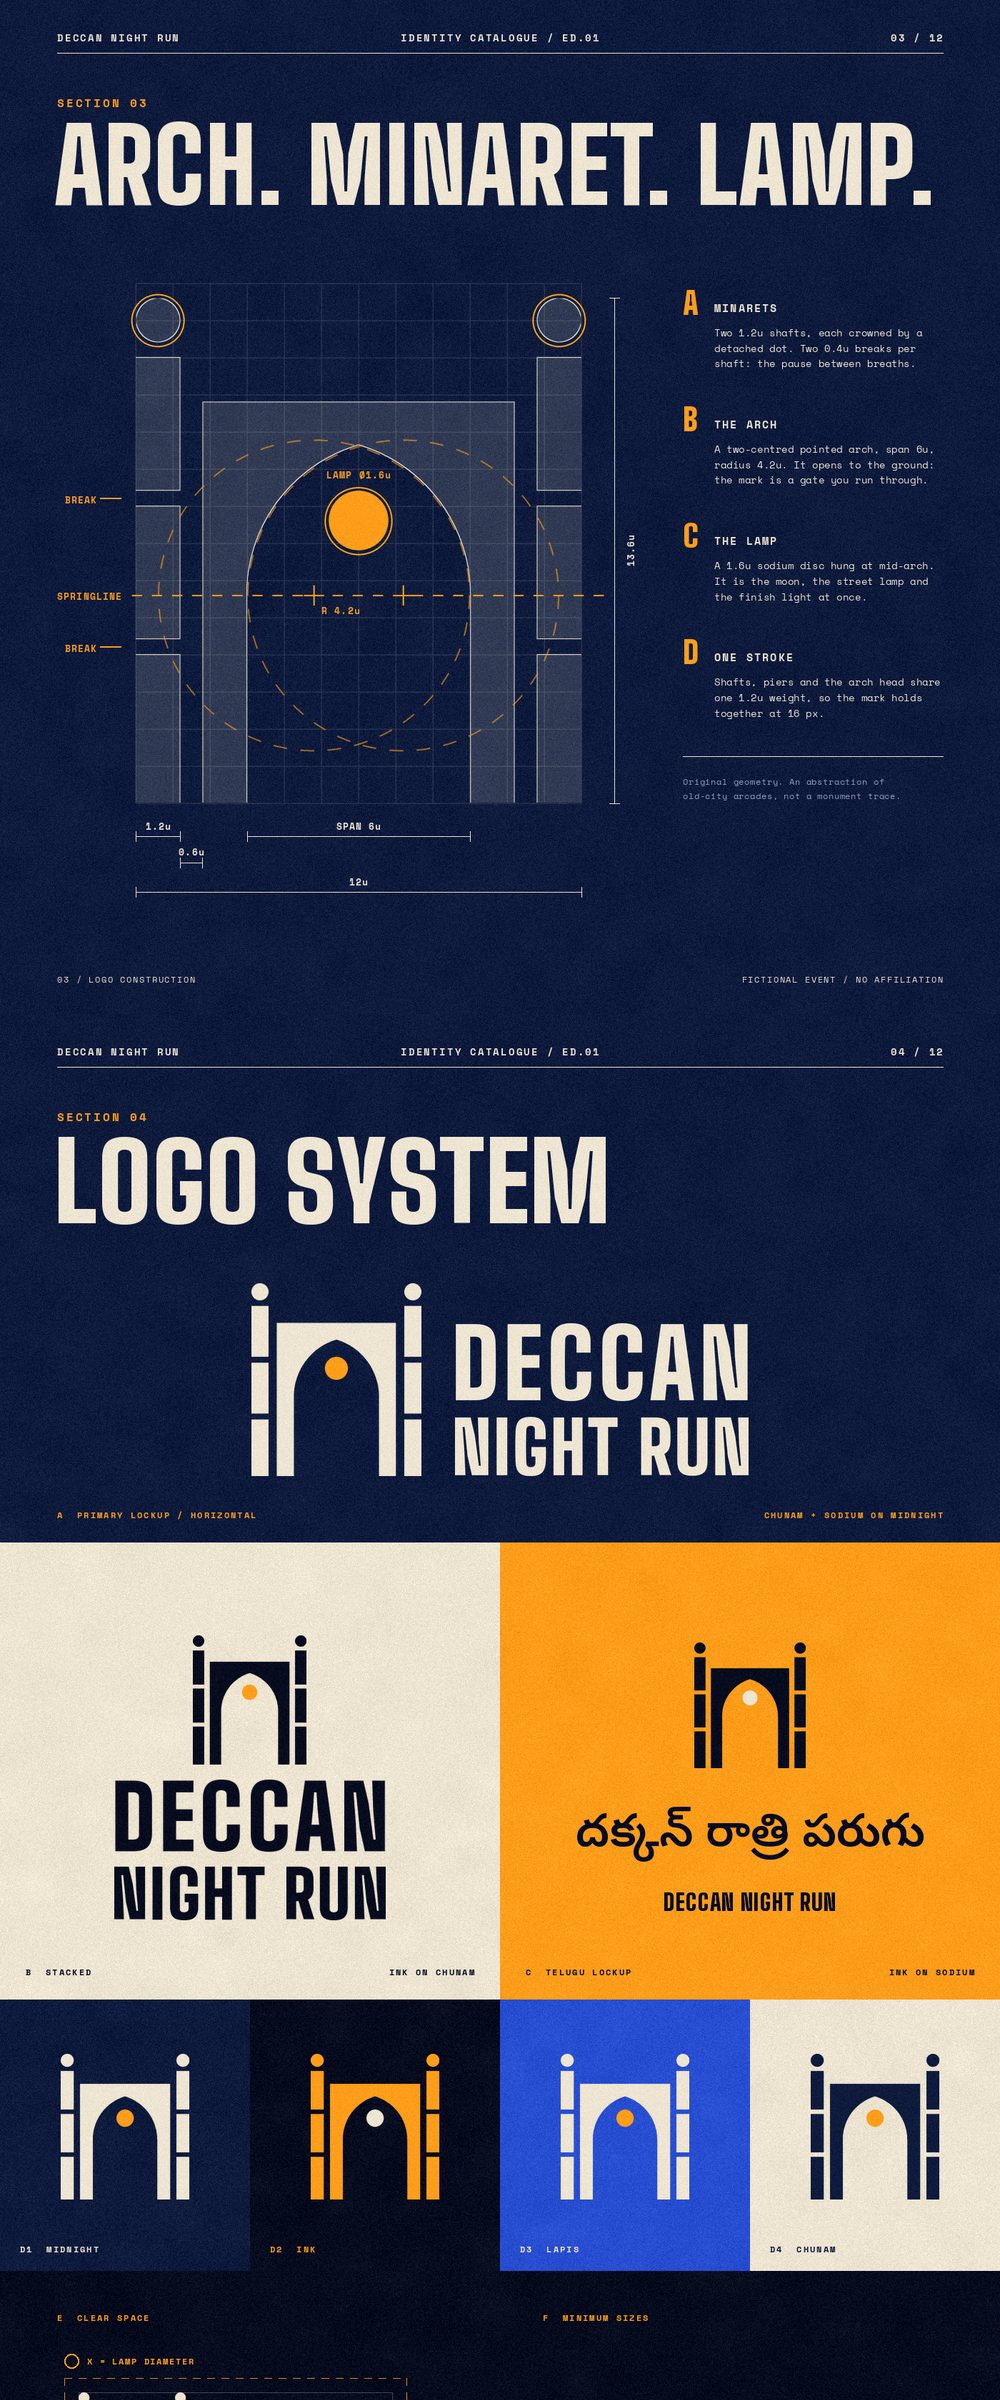 DECCAN NIGHT RUN
IDENTITY CATALOGUE / ED.01
03 / 12
SECTION 03
ARCH. MINARET. LAMP.
A MINARETS
Two 1.2u shafts, each crowned by a
detached dot. Two 0.4u breaks per
shaft: the pause between breaths.
B THE ARCH
A two-centred pointed arch, span 6u,
radius 4.2u. It opens to the ground:
the mark is a gate you run through.
C THE LAMP
A 1.6u sodium disc hung at mid-arch.
It is the moon, the street lamp and
the finish light at once.
D ONE STROKE
Shafts, piers and the arch head share
one 1.2u weight, so the mark holds
together at 16 px.
Original geometry. An abstraction of
old-city arcades, not a monument trace.
LAMP Ø1.6u
BREAK
13.6u
SPRINGLINE
R 4.2u
BREAK
1.2u
SPAN 6u
0.6u
12u
03 / LOGO CONSTRUCTION
FICTIONAL EVENT / NO AFFILIATION
DECCAN NIGHT RUN
IDENTITY CATALOGUE / ED.01
04 / 12
SECTION 04
LOGO SYSTEM
DECCAN
NIGHT RUN
A PRIMARY LOCKUP / HORIZONTAL
CHUNAM + SODIUM ON MIDNIGHT
DECCAN
NIGHT RUN
B STACKED
INK ON CHUNAM
దక్కన్ రాత్రి పరుగు
DECCAN NIGHT RUN
C TELUGU LOCKUP
INK ON SODIUM
D1 MIDNIGHT
D2 INK
D3 LAPIS
D4 CHUNAM
E CLEAR SPACE
F MINIMUM SIZES
X = LAMP DIAMETER